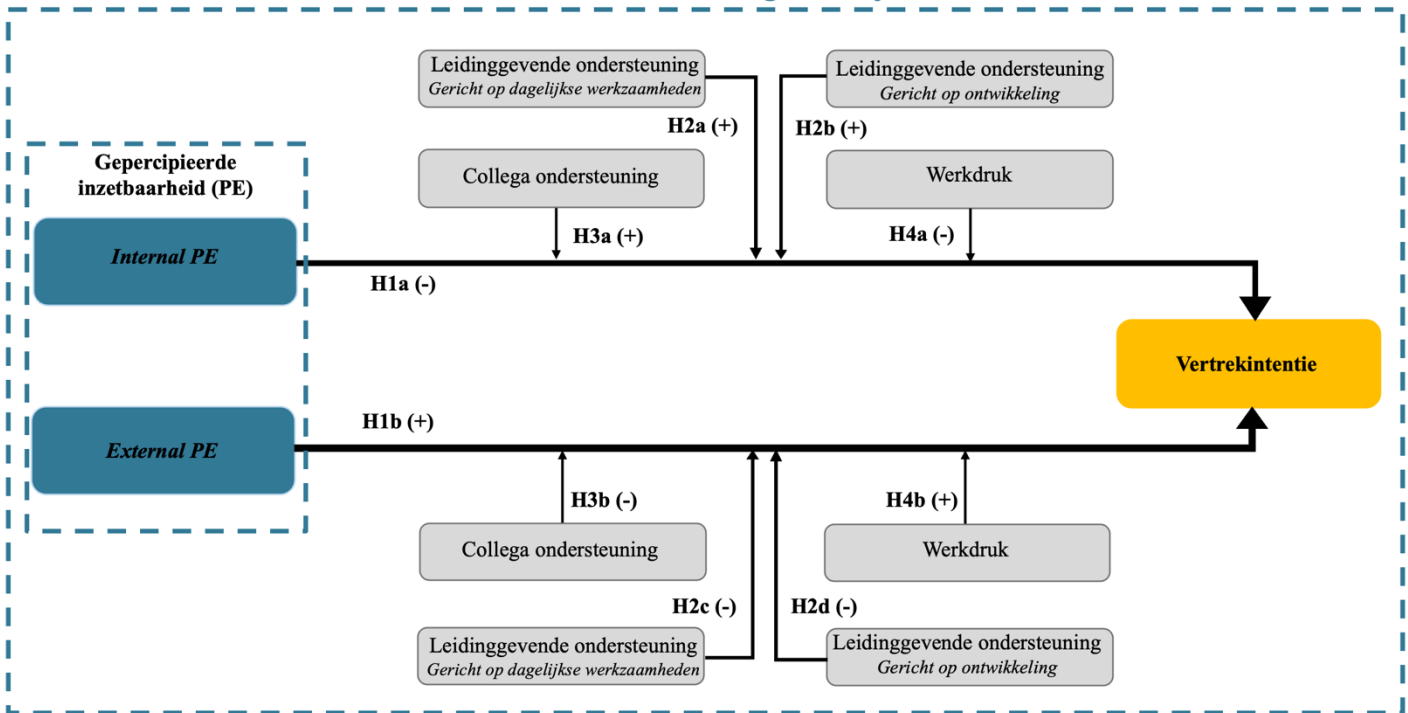 Leidinggevende ondersteuning
Gericht op dagelijkse werkzaamheden
Leidinggevende ondersteuning
Gericht op ontwikkeling
H2a (+)
H2b (+)
Gepercipieerde
inzetbaarheid (PE)
Collega ondersteuning
Werkdruk
H3a (+)
H4a (-)
Internal PE
H1a (-)
Vertrekintentie
H1b (+)
External PE
H3b (-)
H4b (+)
Collega ondersteuning
Werkdruk
H2c (-)
H2d (-)
Leidinggevende ondersteuning
Gericht op dagelijkse werkzaamheden
Leidinggevende ondersteuning
Gericht op ontwikkeling